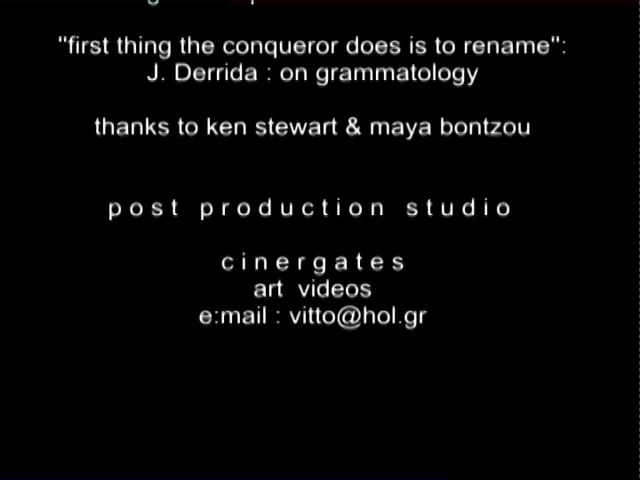 "first thing the conqueror does is to rename":
J. Derrida : on grammatology
thanks to ken stewart & maya bontzou
post production studio
cinergates
art videos
e:mail : vitto@hol.gr